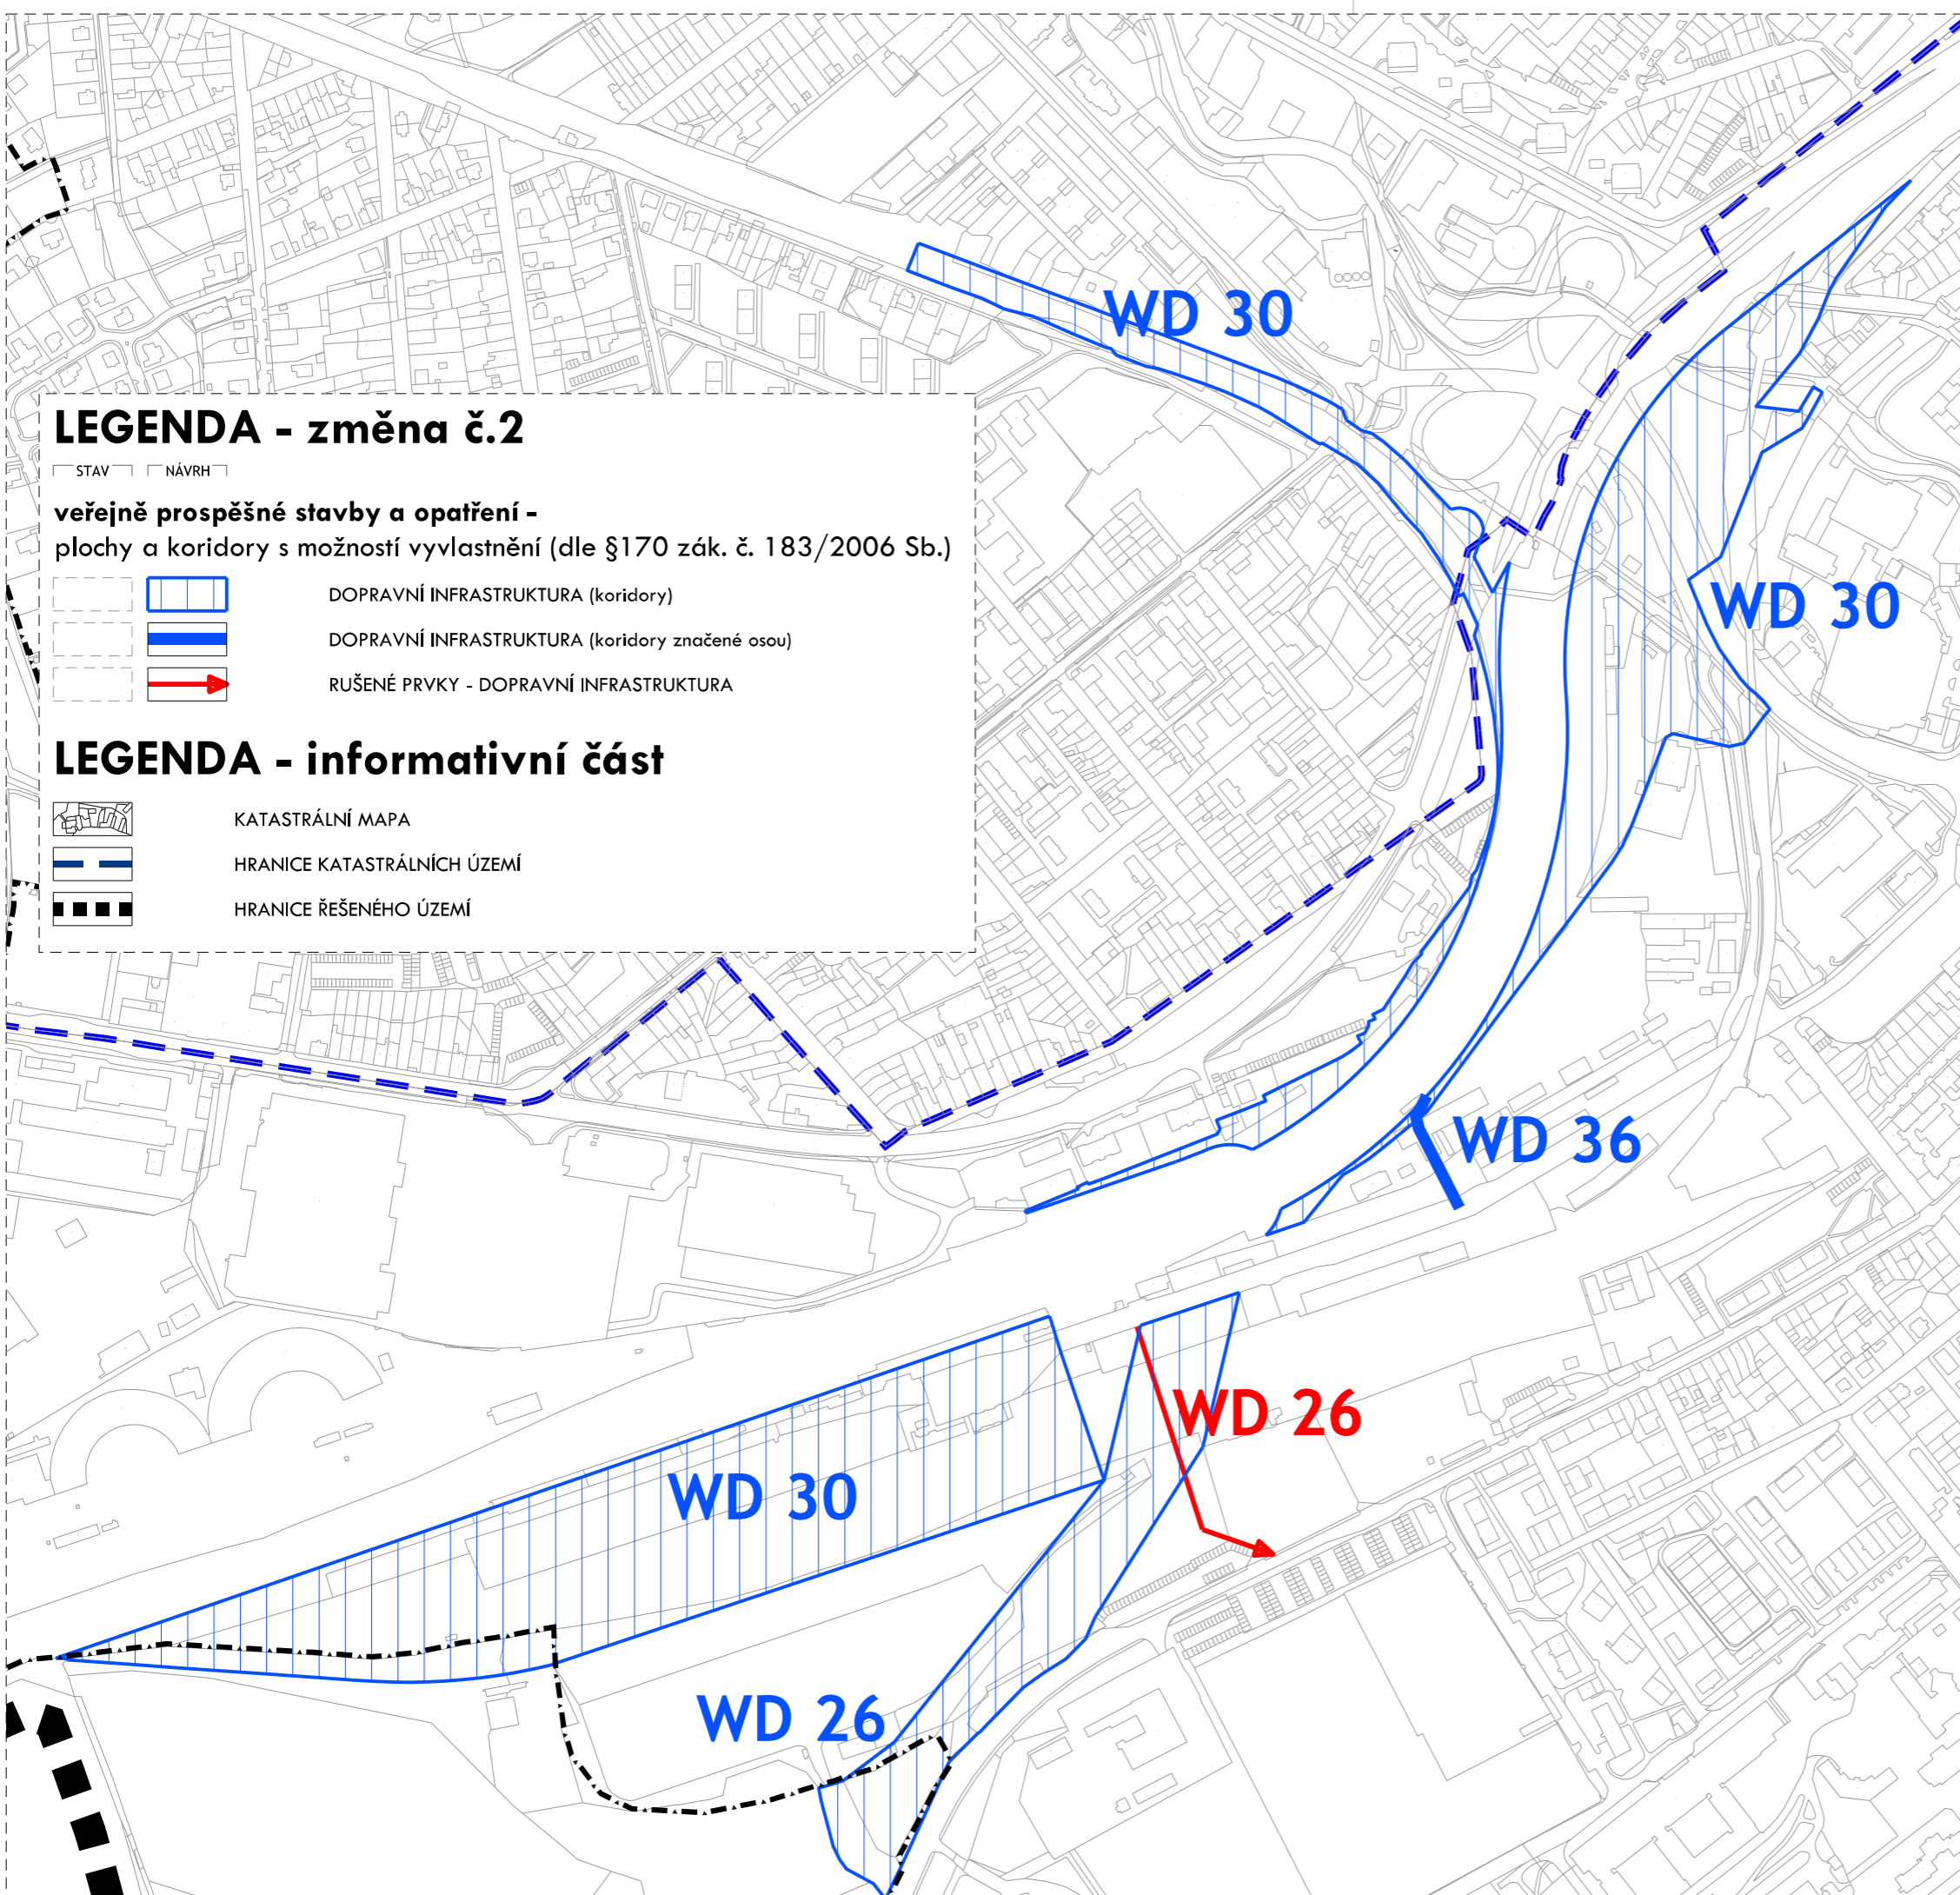 WD 30
LEGENDA - změna č.2
STAV NÁVRH
veřejně prospěšné stavby a opatření -
plochy a koridory s možností vyvlastnění (dle §170 zák. č. 183/2006 Sb.)
DOPRAVNÍ INFRASTRUKTURA (koridory)
WD 30
DOPRAVNÍ INFRASTRUKTURA (koridory značené osou)
RUŠENÉ PRVKY - DOPRAVNÍ INFRASTRUKTURA
LEGENDA - informativní část
KATASTRÁLNÍ MAPA
HRANICE KATASTRÁLNÍCH ÚZEMÍ
HRANICE ŘEŠENÉHO ÚZEMÍ
WD 36
WD 26
WD 30
WD 26